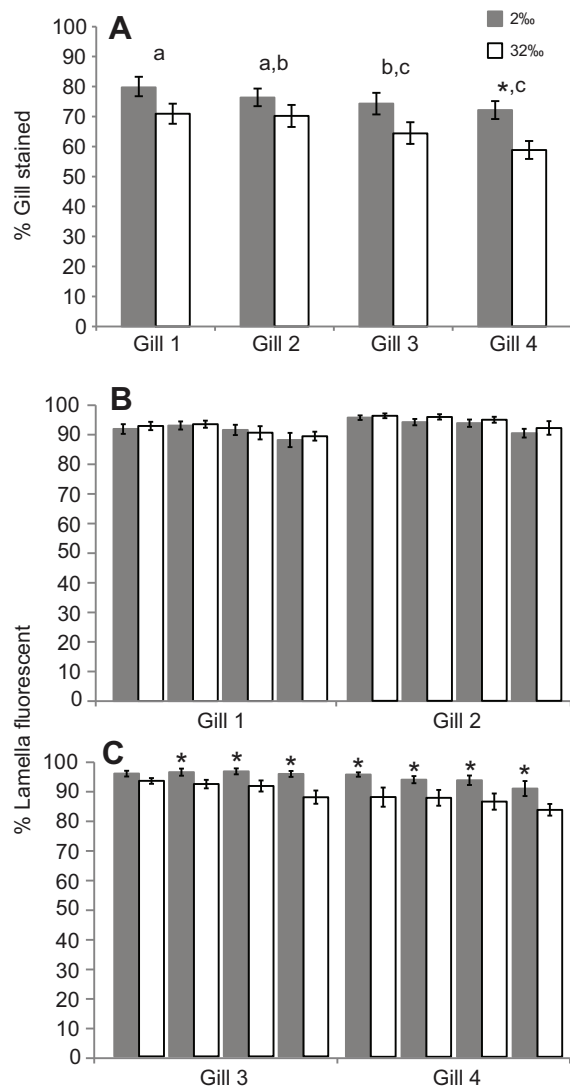 A
2‰
32‰
100
90
80
70
60
50
40
30
20
10
0
% Gill stained
a
a,b
b,c
*,c
Gill 1
Gill 2
Gill 3
Gill 4
B
100
90
80
70
60
50
40
30
20
10
0
Gill 1
Gill 2
% Lamella fluorescent
C
100
90
80
70
60
50
40
30
20
10
0
* * * * * * *
Gill 3
Gill 4